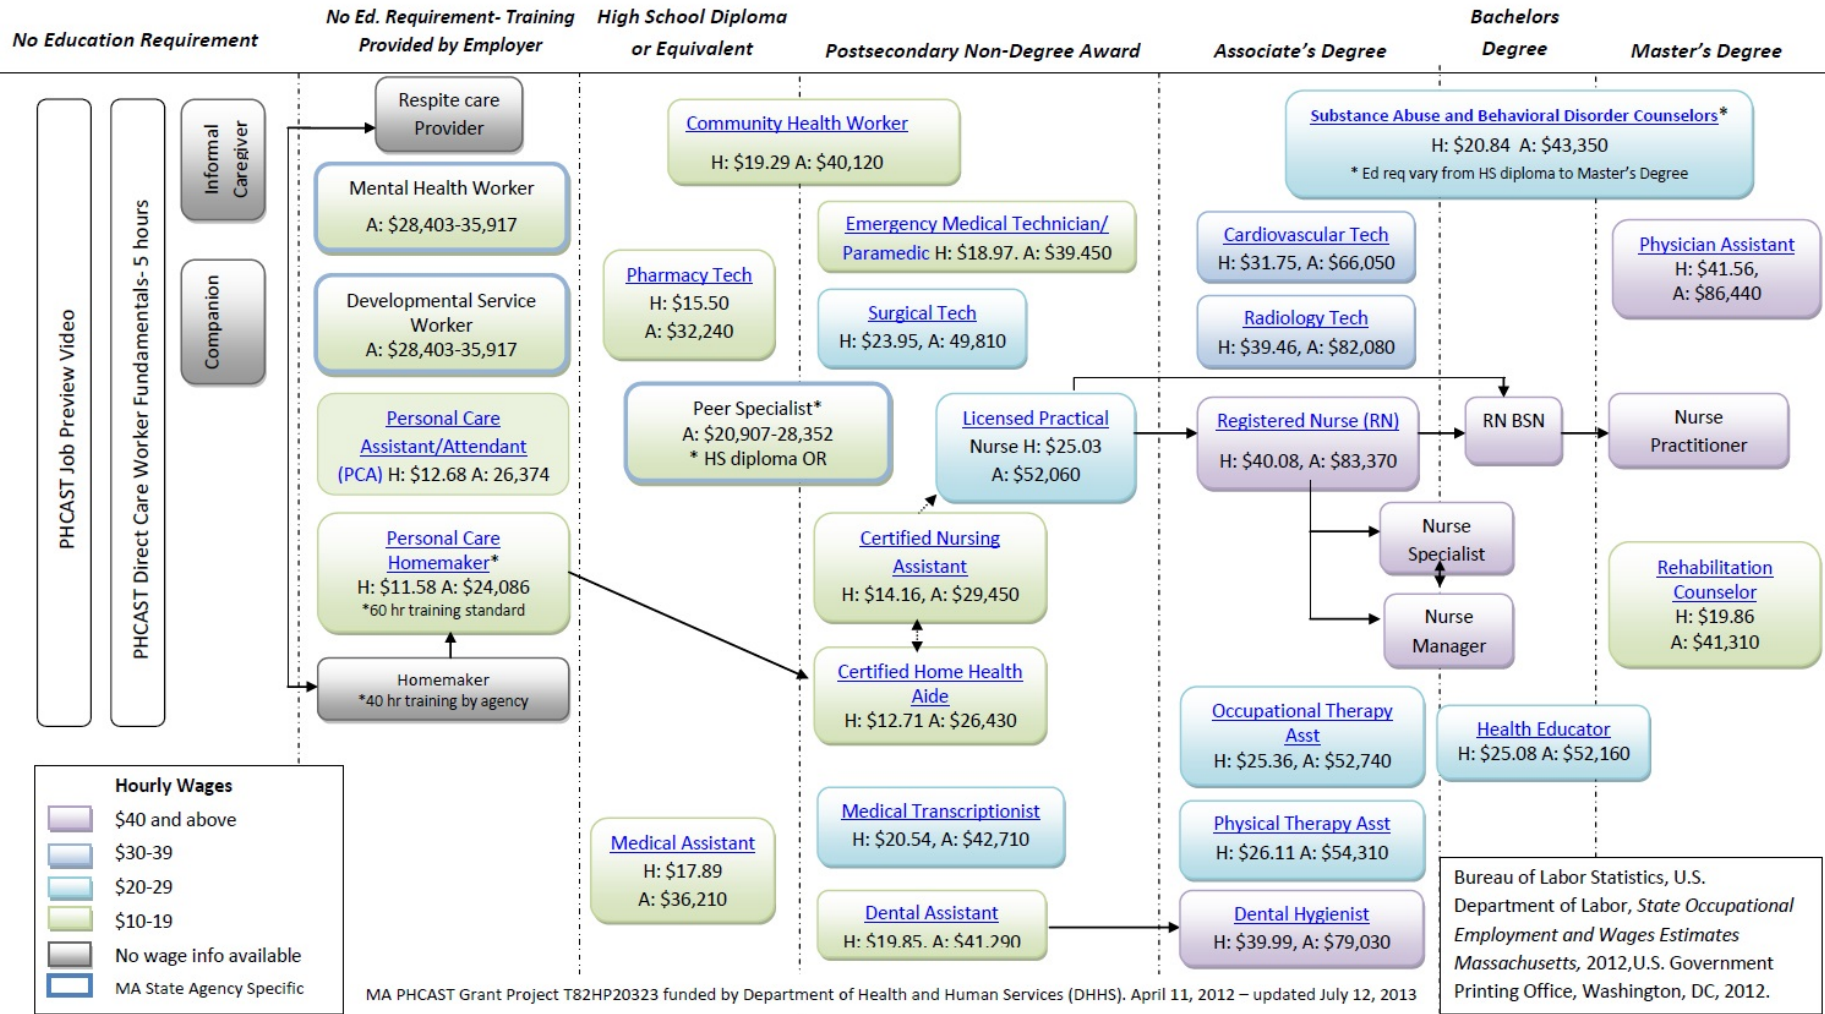 No Education Requirement
No Ed. Requirement- Training
Provided by Employer
High School Diploma
or Equivalent
Postsecondary Non-Degree Award
Associate's Degree
Bachelors
Degree
Master's Degree
PHCAST Job Preview Video
PHCAST Direct Care Worker Fundamentals- 5 hours
Informal
Caregiver
Companion
Respite care
Provider
Mental Health Worker
A: $28,403-35,917
Developmental Service
Worker
A: $28,403-35,917
Personal Care
Assistant/Attendant
(PCA) H: $12.68 A: 26,374
Personal Care
Homemaker*
H: $11.58 A: $24,086
*60 hr training standard
Homemaker
*40 hr training by agency
Community Health Worker
H: $19.29 A: $40,120
Pharmacy Tech
H: $15.50
A: $32,240
Peer Specialist*
A: $20,907-28,352
* HS diploma OR
Medical Assistant
H: $17.89
A: $36,210
Emergency Medical Technician/
Paramedic H: $18.97. A: $39.450
Surgical Tech
H: $23.95, A: 49,810
Licensed Practical
Nurse H: $25.03
A: $52,060
Certified Nursing
Assistant
H: $14.16, A: $29,450
Certified Home Health
Aide
H: $12.71 A: $26,430
Medical Transcriptionist
H: $20.54, A: $42,710
Dental Assistant
H: $19.85. A: $41.290
Substance Abuse and Behavioral Disorder Counselors*
H: $20.84 A: $43,350
* Ed req vary from HS diploma to Master's Degree
Cardiovascular Tech
H: $31.75, A: $66,050
Radiology Tech
H: $39.46, A: $82,080
Registered Nurse (RN)
H: $40.08, A: $83,370
RN BSN
Nurse
Specialist
Nurse
Manager
Occupational Therapy
Asst
H: $25.36, A: $52,740
Physical Therapy Asst
H: $26.11 A: $54,310
Dental Hygienist
H: $39.99, A: $79,030
Health Educator
H: $25.08 A: $52,160
Physician Assistant
H: $41.56,
A: $86,440
Nurse
Practitioner
Rehabilitation
Counselor
H: $19.86
A: $41,310
Hourly Wages
$40 and above
$30-39
$20-29
$10-19
No wage info available
MA State Agency Specific
MA PHCAST Grant Project T82HP20323 funded by Department of Health and Human Services (DHHS). April 11, 2012 – updated July 12, 2013
Bureau of Labor Statistics, U.S.
Department of Labor, State Occupational
Employment and Wages Estimates
Massachusetts, 2012,U.S. Government
Printing Office, Washington, DC, 2012.